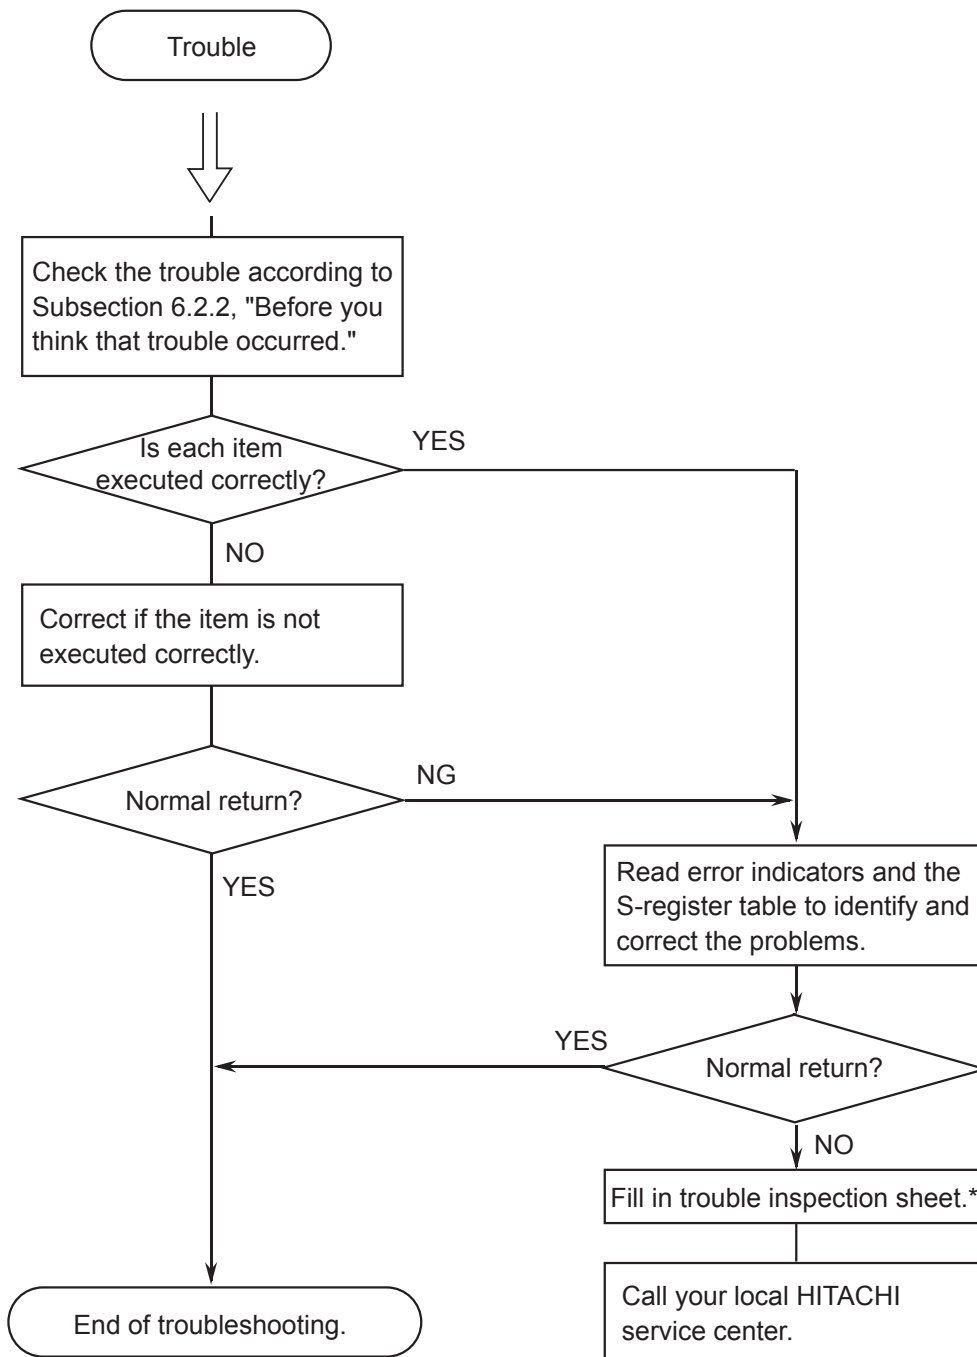 Trouble
Check the trouble according to
Subsection 6.2.2, "Before you
think that trouble occurred."
Is each item
executed correctly?
YES
NO
Correct if the item is not
executed correctly.
Normal return?
NG
YES
Read error indicators and the
S-register table to identify and
correct the problems.
YES
Normal return?
NO
Fill in trouble inspection sheet.*
Call your local HITACHI
service center.
End of troubleshooting.